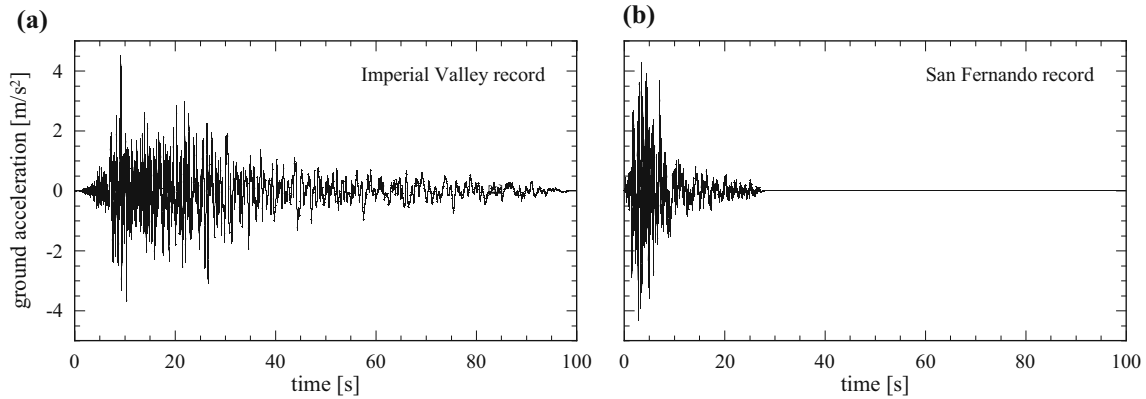 (a)
Imperial Valley record
ground acceleration [m/s²]
4
2
0
-2
-4
0 20 40 60 80 100
time [s]
(b)
San Fernando record
0 20 40 60 80 100
time [s]